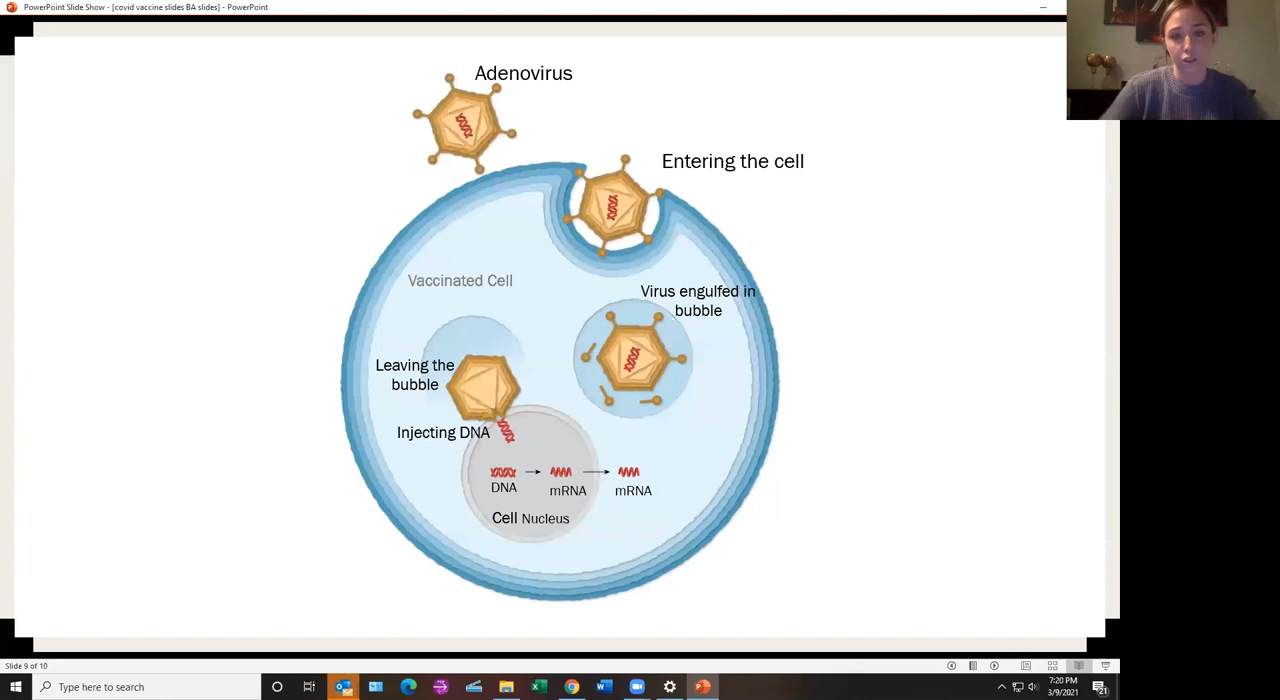 PowerPoint Slide Show - [covid vaccine slides BA slides] - PowerPoint
Adenovirus
Entering the cell
Vaccinated Cell
Virus engulfed in
bubble
Leaving the
bubble
Injecting DNA
DNA
mRNA
mRNA
Cell Nucleus
Slide 9 of 10
Type here to search
7:20 PM
3/9/2021
21